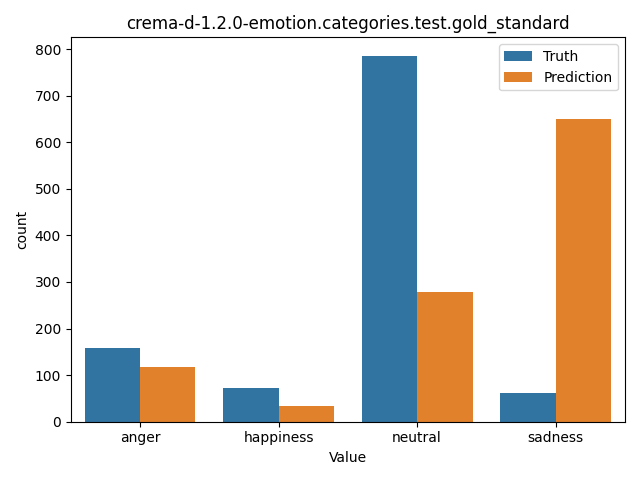 crema-d-1.2.0-emotion.categories.test.gold_standard
Truth
Prediction
count
800
700
600
500
400
300
200
100
0
anger
happiness
neutral
sadness
Value